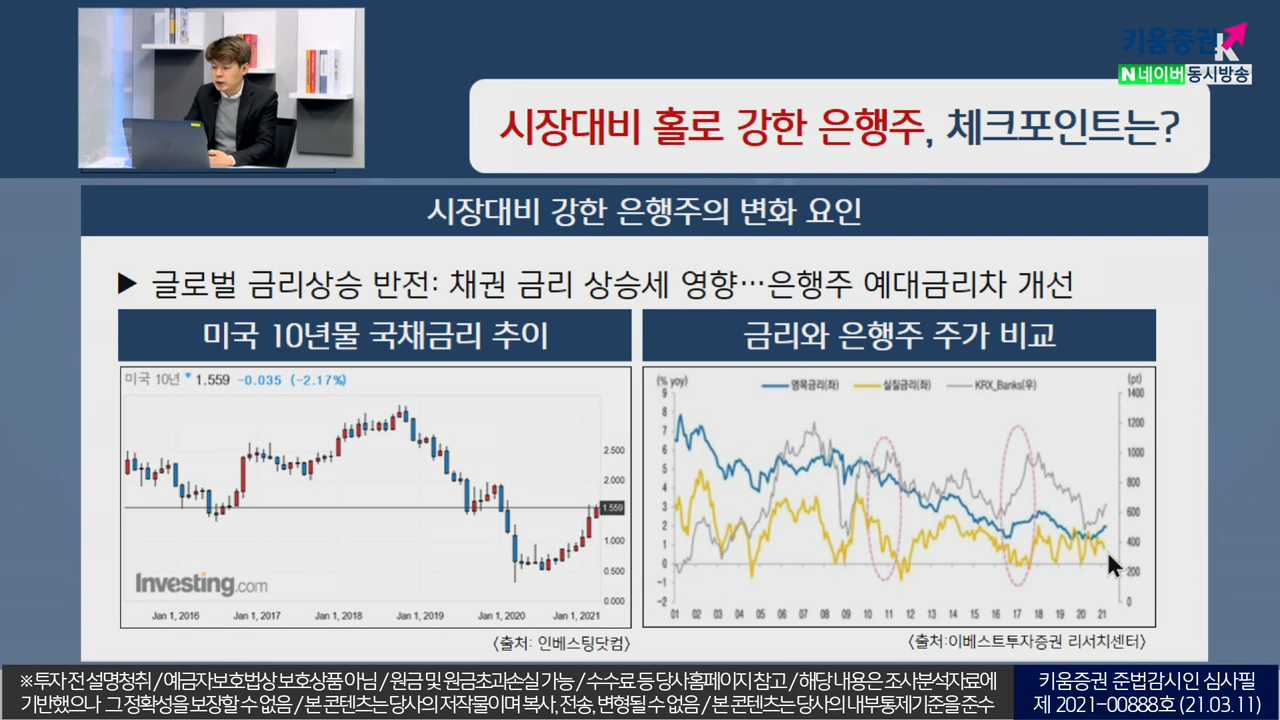 키움증권
N 네이버 동시방송
시장대비 홀로 강한 은행주, 체크포인트는?
시장대비 강한 은행주의 변화 요인
▶ 글로벌 금리상승 반전: 채권 금리 상승세 영향…은행주 예대금리차 개선
미국 10년물 국채금리 추이
미국 10년 * 1.559 -0.035 (-2.17%)
2.500
2.000
1.559
1.000
0.500
0.000
Investing.com
Jan 1, 2016 Jan 1, 2017 Jan 1, 2018 Jan 1, 2019 Jan 1, 2020 Jan 1, 2021
<출처: 인베스팅닷컴>
금리와 은행주 주가 비교
(% yoy) (pt)
명목금리(좌) 실질금리(좌) KRX_Banks(우)
9 1400
8
7 1200
6
5 1000
4 800
3
2 600
1 400
0
-1 200
-2 0
01 02 03 04 05 06 07 08 09 10 11 12 13 14 15 16 17 18 19 20 21
<출처:이베스트투자증권 리서치센터>
※투자 전 설명청취 / 예금자보호법상 보호상품 아님 / 원금 및 원금초과손실 가능 / 수수료 등 당사홈페이지 참고 / 해당 내용은 조사분석자료에
기반했으나 그 정확성을 보장할 수 없음 / 본 콘텐츠는 당사의 저작물이며 복사, 전송, 변형될 수 없음 / 본 콘텐츠는 당사의 내부통제기준을 준수
키움증권 준법감시인 심사필
제 2021-00888호 (21.03.11)